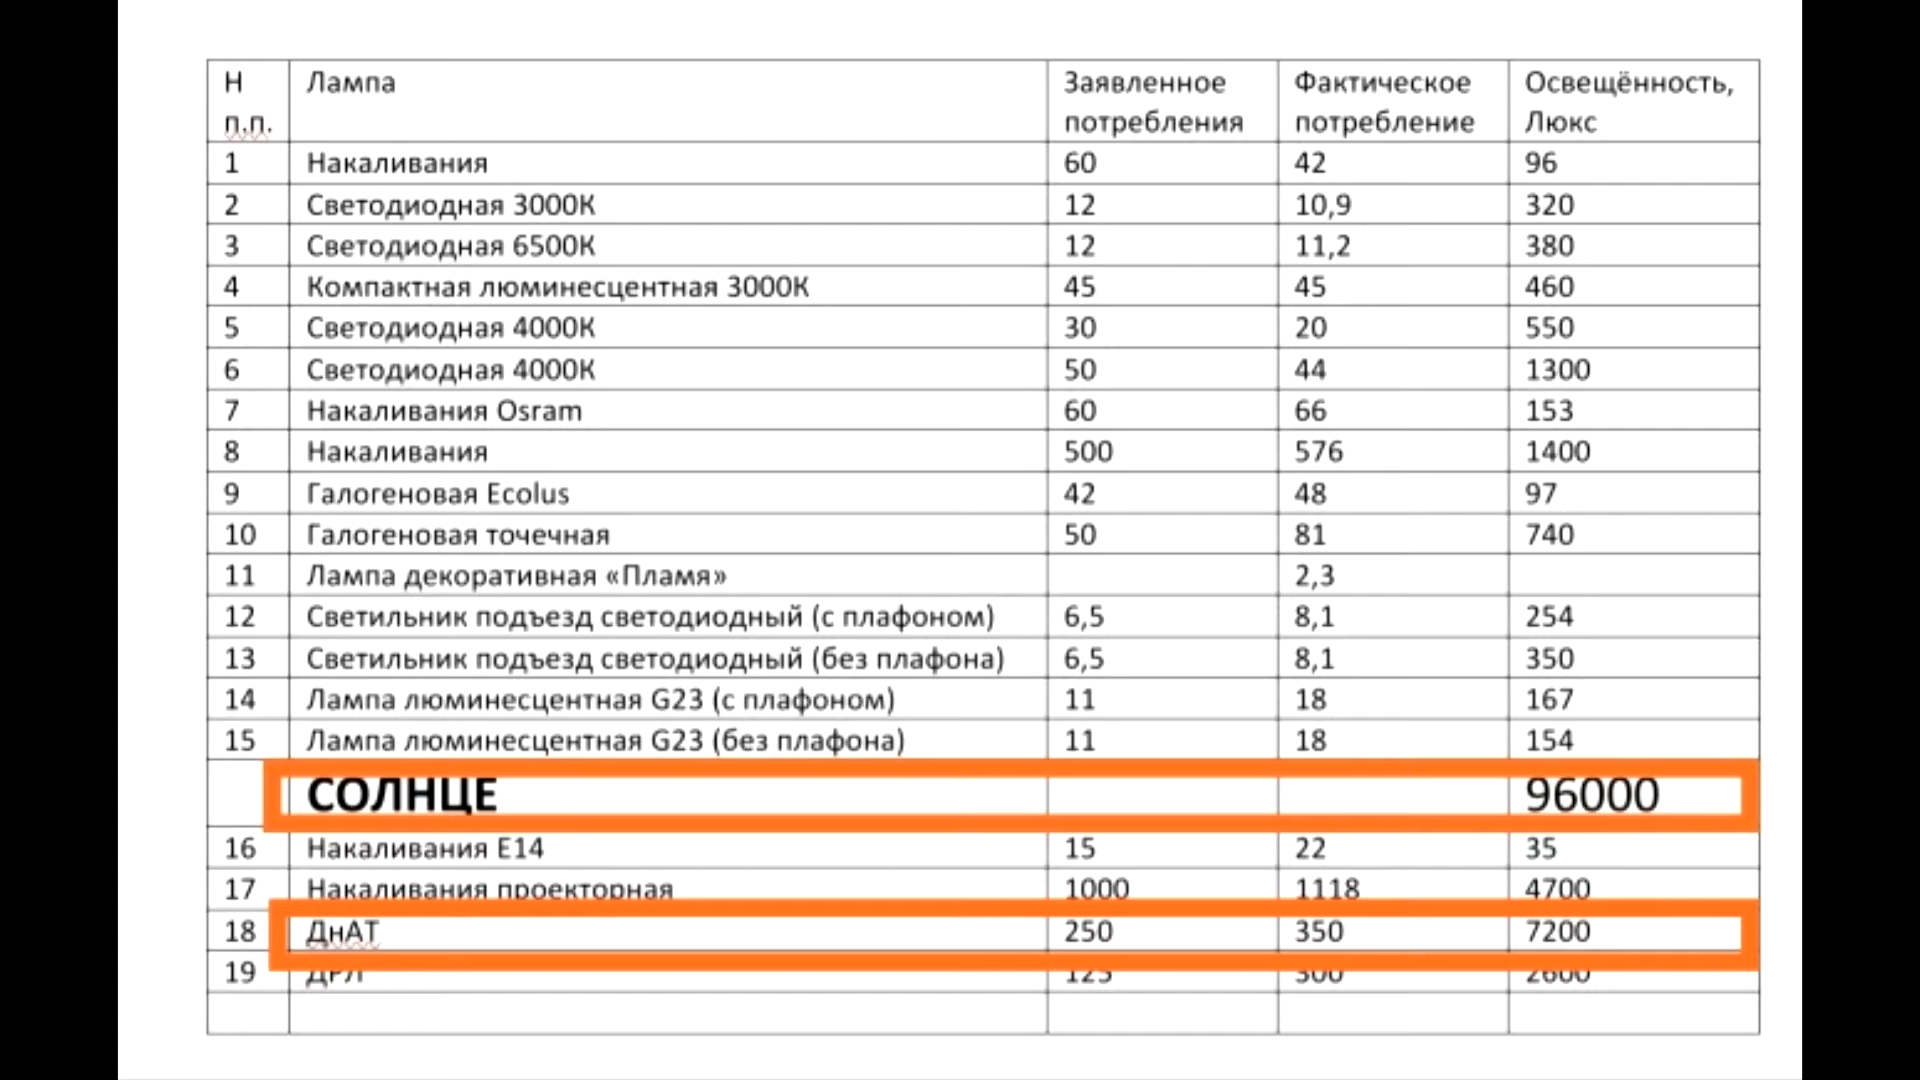 Н п.п. Лампа Заявленное потребления Фактическое потребление Освещённость, Люкс
1 Накаливания 60 42 96
2 Светодиодная 3000К 12 10,9 320
3 Светодиодная 6500К 12 11,2 380
4 Компактная люминесцентная 3000К 45 45 460
5 Светодиодная 4000К 30 20 550
6 Светодиодная 4000К 50 44 1300
7 Накаливания Osram 60 66 153
8 Накаливания 500 576 1400
9 Галогеновая Ecolus 42 48 97
10 Галогеновая точечная 50 81 740
11 Лампа декоративная «Пламя» 2,3
12 Светильник подъезд светодиодный (с плафоном) 6,5 8,1 254
13 Светильник подъезд светодиодный (без плафона) 6,5 8,1 350
14 Лампа люминесцентная G23 (с плафоном) 11 18 167
15 Лампа люминесцентная G23 (без плафона) 11 18 154
СОЛНЦЕ 96000
16 Накаливания Е14 15 22 35
17 Накаливания проекторная 1000 1118 4700
18 ДнАТ 250 350 7200
19 ДРЛ 125 300 2600